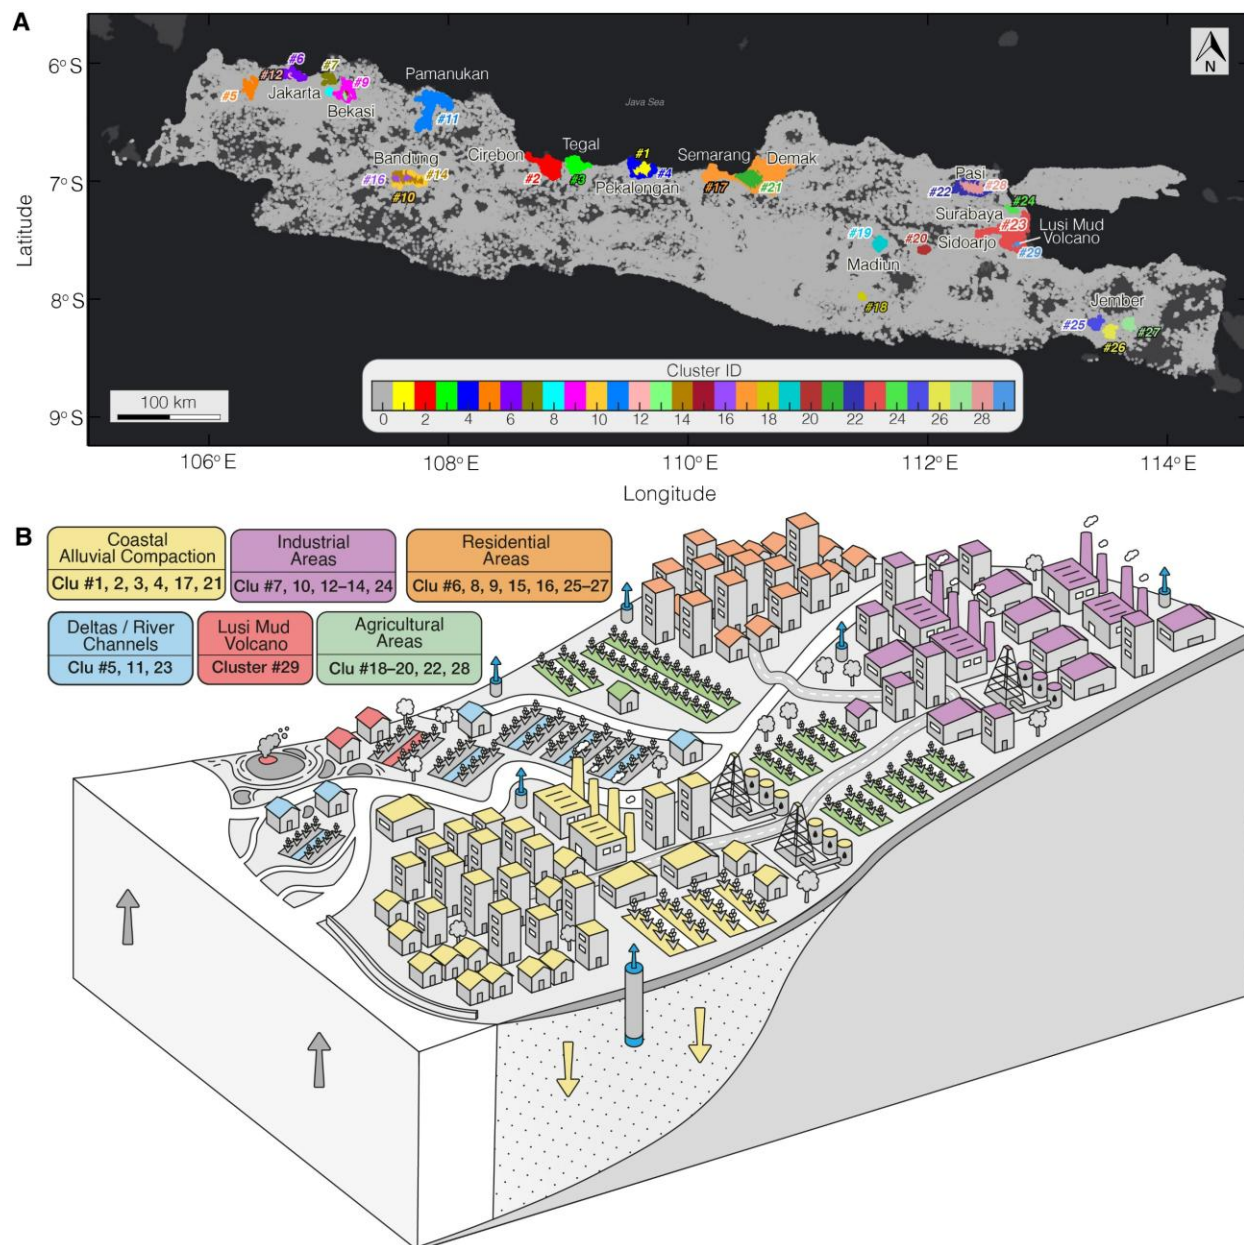 A
6°S
7°S
8°S
9°S
Latitude
#6
#12
#7
#9
#5
Jakarta
Bekasi
Pamanukan
#11
Java Sea
N
Bandung
#16
#14
#10
Cirebon
#2
Tegal
#3
#1
#4
Pekalongan
Semarang
#17
Demak
#21
Pasi
#22
#28
#24
Surabaya
#23
Lusi Mud
Volcano
Sidoarjo
#29
#19
#20
Madiun
#18
Jember
#25
#26
#27
100 km
Cluster ID
0 2 4 6 8 10 12 14 16 18 20 22 24 26 28
106°E 108°E 110°E 112°E 114°E
Longitude
B
Coastal
Alluvial Compaction
Clu #1, 2, 3, 4, 17, 21
Industrial
Areas
Clu #7, 10, 12–14, 24
Residential
Areas
Clu #6, 8, 9, 15, 16, 25–27
Deltas / River
Channels
Clu #5, 11, 23
Lusi Mud
Volcano
Cluster #29
Agricultural
Areas
Clu #18–20, 22, 28